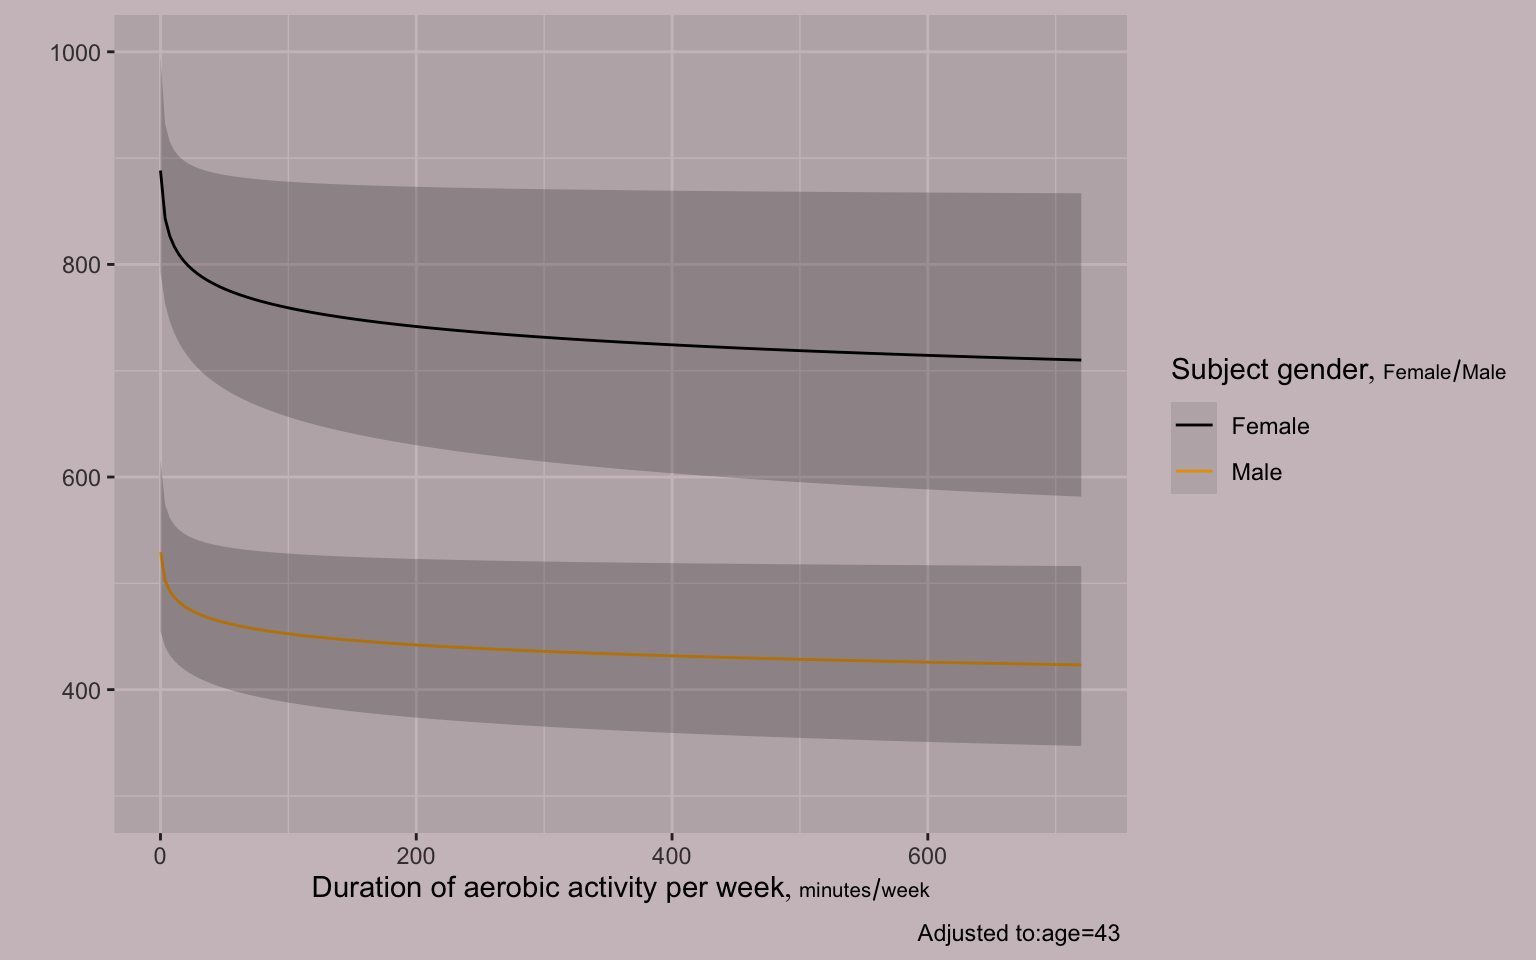 1000
800
600
400
0 200 400 600
Duration of aerobic activity per week, minutes/week
Adjusted to:age=43
Subject gender, Female/Male
Female
Male